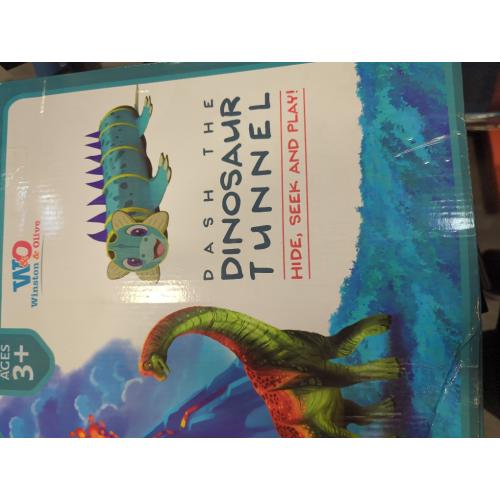 W&O
Winston & Olive
AGES
3+
DASH THE
DINOSAUR
TUNNEL
HIDE, SEEK AND PLAY!